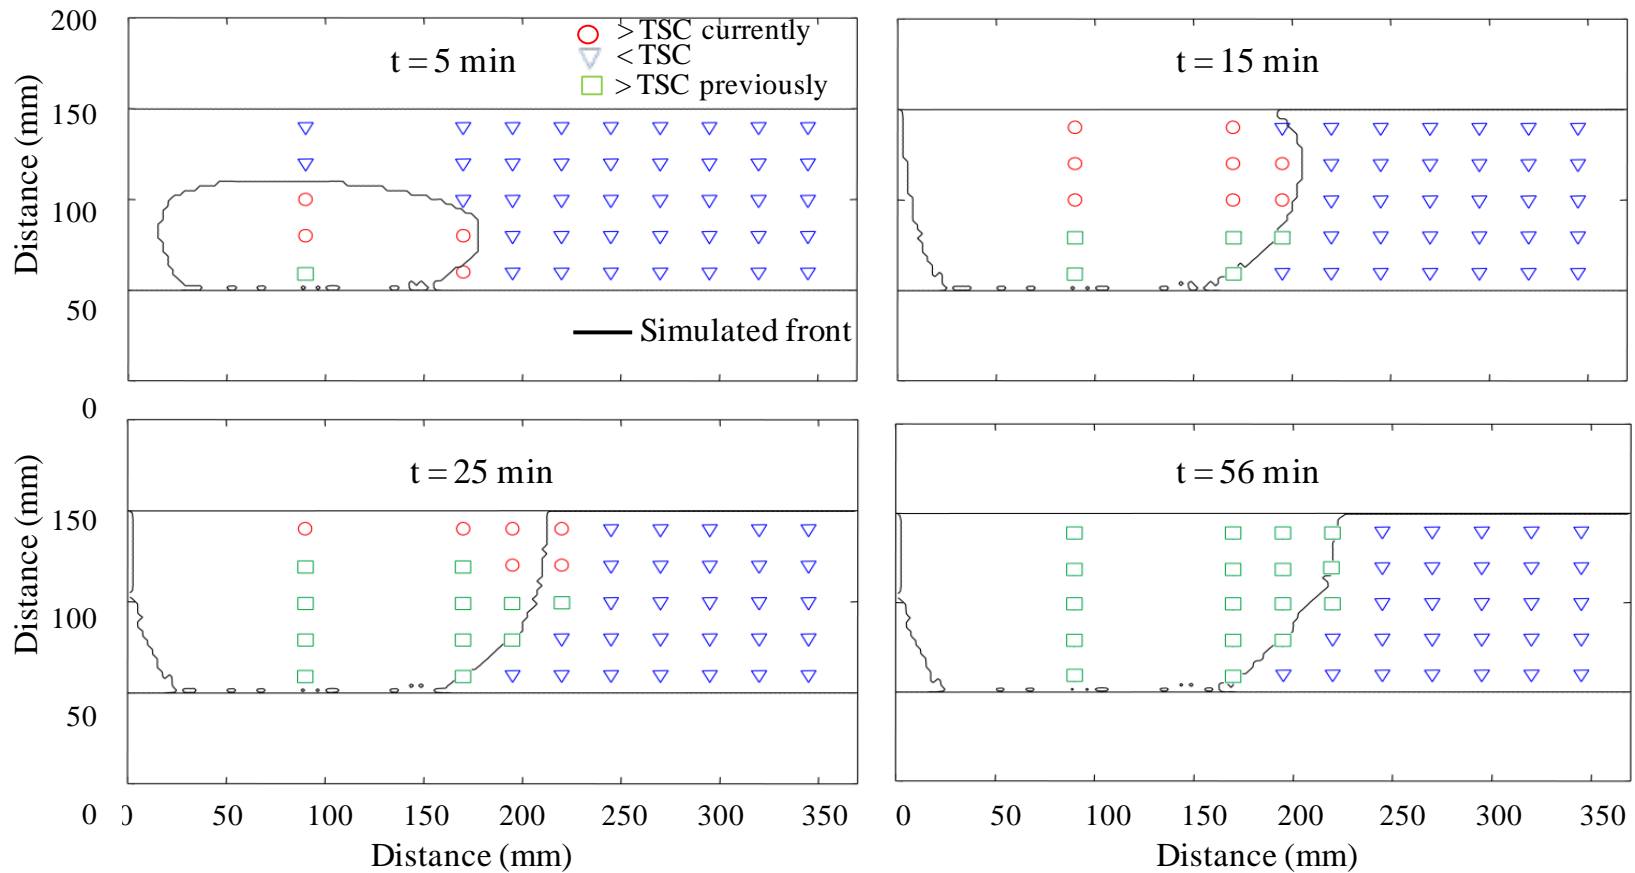 200
150
100
50
0
Distance (mm)
t = 5 min
> TSC currently
< TSC
> TSC previously
Simulated front
t = 15 min
150
100
50
0
Distance (mm)
t = 25 min
0 50 100 150 200 250 300 350
Distance (mm)
t = 56 min
0 50 100 150 200 250 300 350
Distance (mm)